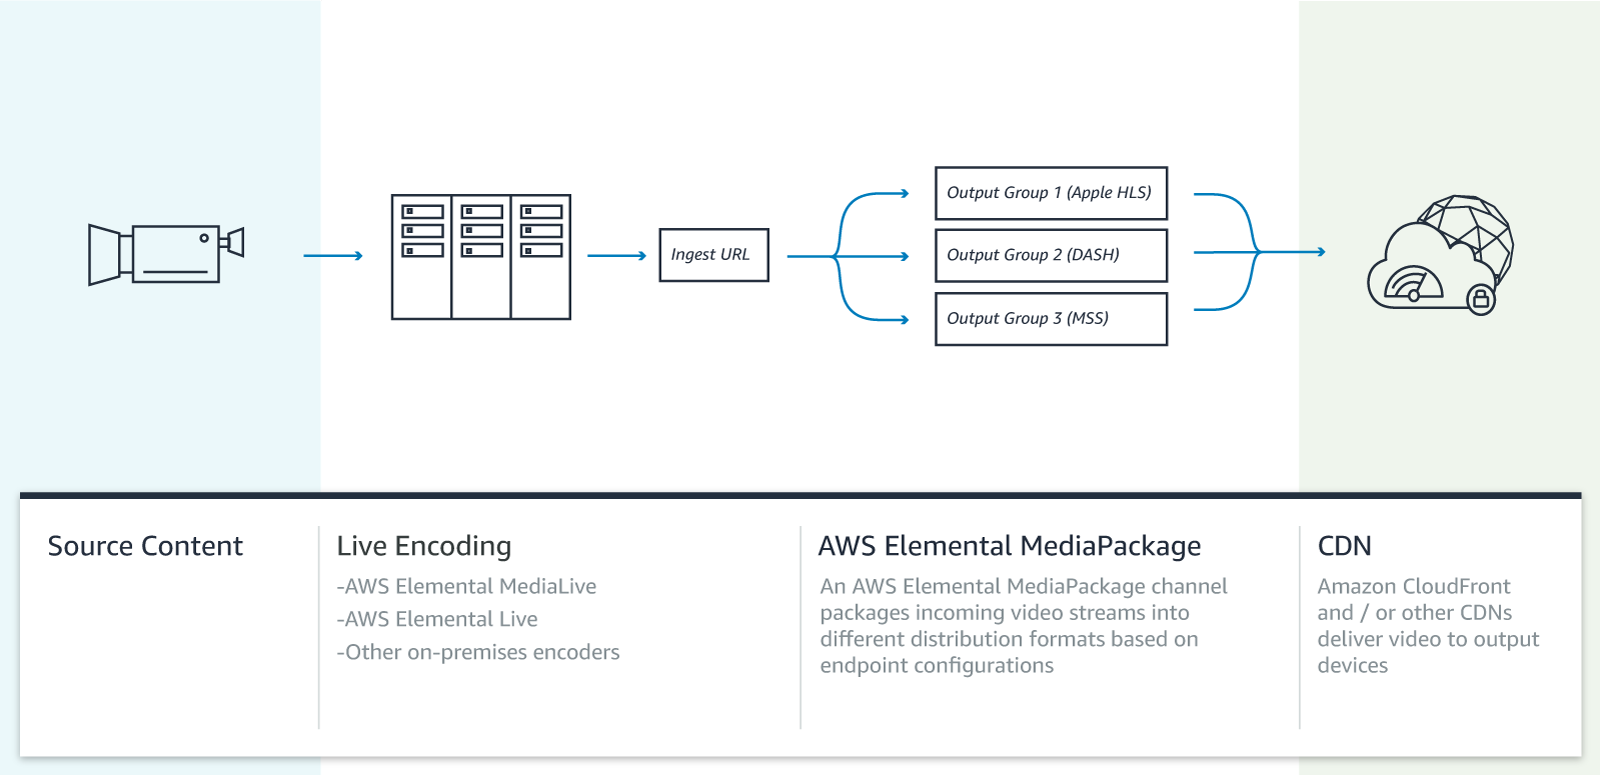 Ingest URL
Output Group 1 (Apple HLS)
Output Group 2 (DASH)
Output Group 3 (MSS)
Source Content
Live Encoding
-AWS Elemental MediaLive
-AWS Elemental Live
-Other on-premises encoders
AWS Elemental MediaPackage
An AWS Elemental MediaPackage channel
packages incoming video streams into
different distribution formats based on
endpoint configurations
CDN
Amazon CloudFront
and / or other CDNs
deliver video to output
devices